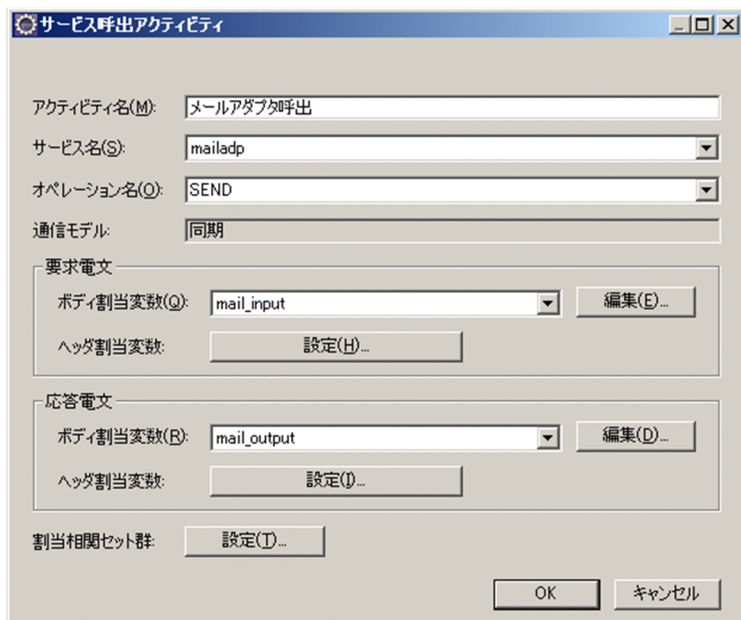 サービス呼出アクティビティ
アクティビティ名(M): メールアダプタ呼出
サービス名(S): mailadp
オペレーション名(O): SEND
通信モデル: 同期
要求電文
ボディ割当変数(Q): mail_input 編集(E)...
ヘッダ割当変数: 設定(H)...
応答電文
ボディ割当変数(R): mail_output 編集(D)...
ヘッダ割当変数: 設定(I)...
割当相関セット群: 設定(T)...
OK キャンセル